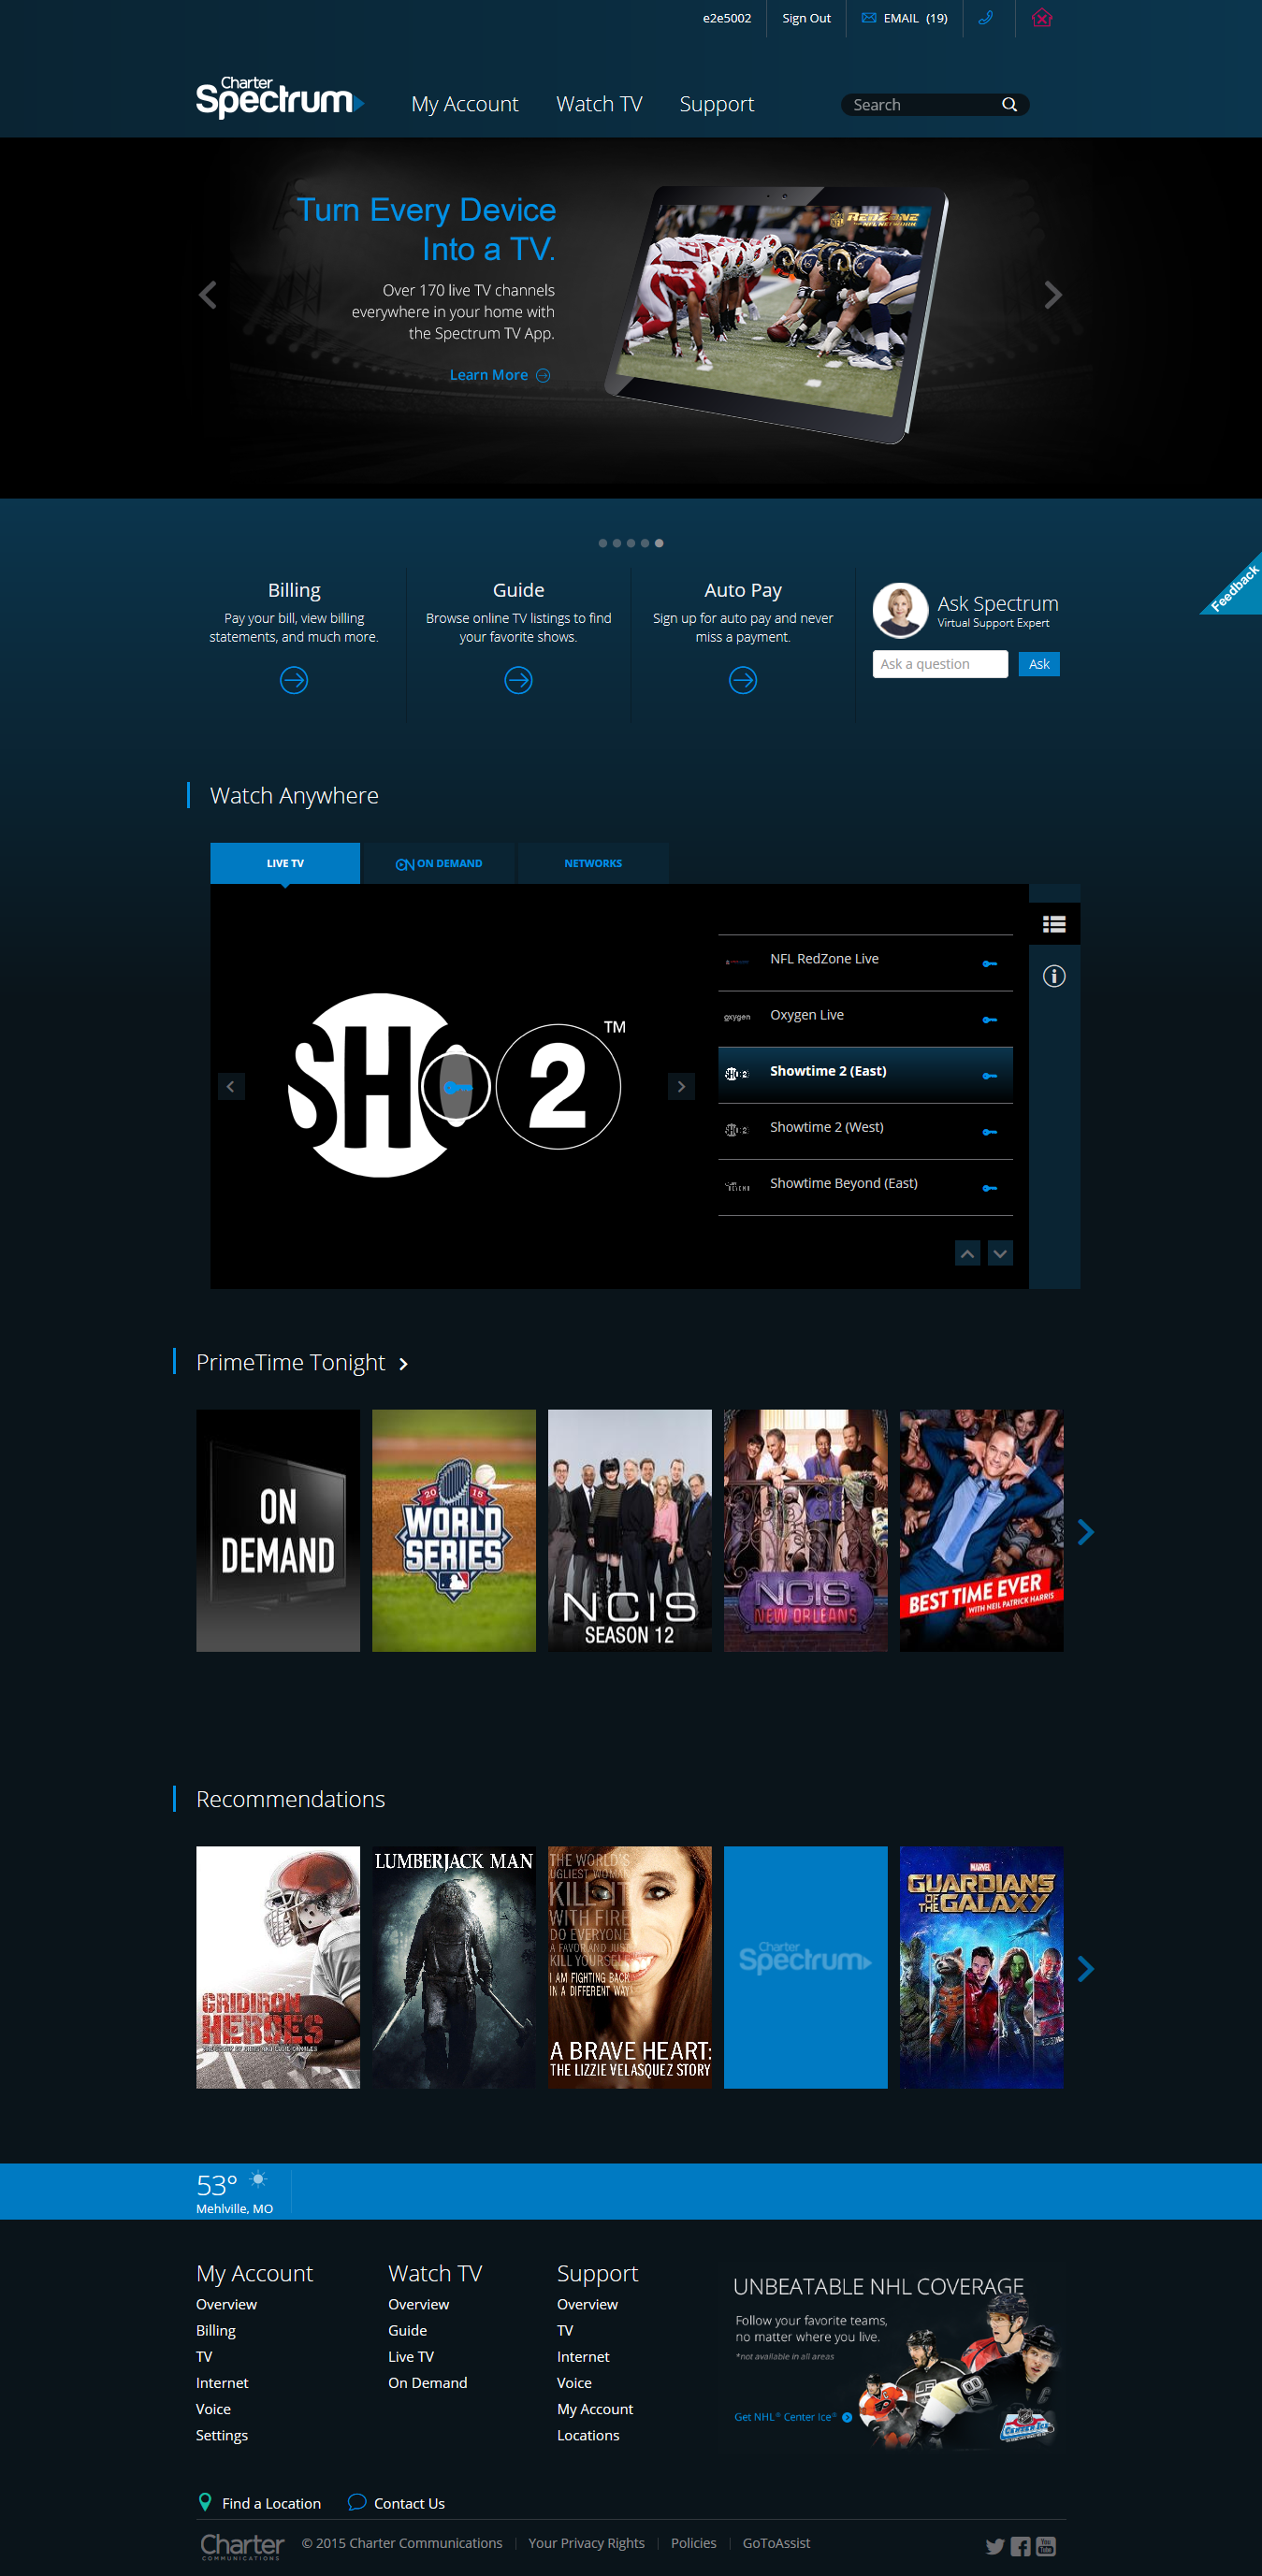 e2e5002
Sign Out
EMAIL (19)
Charter
Spectrum
My Account
Watch TV
Support
Search
Turn Every Device
Into a TV.
Over 170 live TV channels
everywhere in your home with
the Spectrum TV App.
Learn More
REDZONE
NFL NETWORK
Feedback
Billing
Pay your bill, view billing
statements, and much more.
Guide
Browse online TV listings to find
your favorite shows.
Auto Pay
Sign up for auto pay and never
miss a payment.
Ask Spectrum
Virtual Support Expert
Ask a question
Ask
Watch Anywhere
LIVE TV
ON DEMAND
NETWORKS
SHO 2 ™
NFL RedZone Live
oxygen
Oxygen Live
SHO2
Showtime 2 (East)
SHO2
Showtime 2 (West)
Showtime Beyond (East)
PrimeTime Tonight
ON
DEMAND
2015
WORLD
SERIES
NCIS
SEASON 12
NCIS:
NEW ORLEANS
BEST TIME EVER
WITH NEIL PATRICK HARRIS
Recommendations
GRIDIRON
HEROES
LUMBERJACK MAN
THE WORLD'S
UGLIEST WOMAN
KILL IT
WITH FIRE
DO EVERYONE
A FAVOR AND JUST
KILL YOURSELF
I AM FIGHTING BACK
IN A DIFFERENT WAY
A BRAVE HEART:
THE LIZZIE VELASQUEZ STORY
Charter
Spectrum
MARVEL
GUARDIANS
OF THE GALAXY
53°
Mehlville, MO
My Account
Overview
Billing
TV
Internet
Voice
Settings
Watch TV
Overview
Guide
Live TV
On Demand
Support
Overview
TV
Internet
Voice
My Account
Locations
UNBEATABLE NHL COVERAGE
Follow your favorite teams,
no matter where you live.
*not available in all areas
Get NHL® Center Ice®
87
CENTER ICE
Find a Location
Contact Us
Charter
COMMUNICATIONS
© 2015 Charter Communications
Your Privacy Rights
Policies
GoToAssist
You
Tube